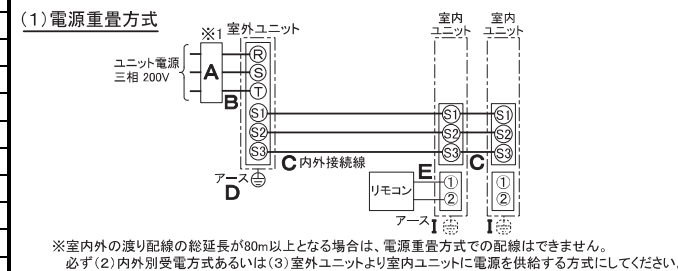 (1)電源重畳方式
※1
室外ユニット
室内
ユニット
室内
ユニット
ユニット電源
三相 200V
A
B
R
S
T
S1
S2
S3
S1
S2
S3
S1
S2
S3
C 内外接続線
E
C
アース
D
リモコン
①
②
①
②
アース I
I
※室内外の渡り配線の総延長が80m以上となる場合は、電源重畳方式での配線はできません。
必ず(2)内外別受電方式あるいは(3)室外ユニットより室内ユニットに電源を供給する方式にしてください。